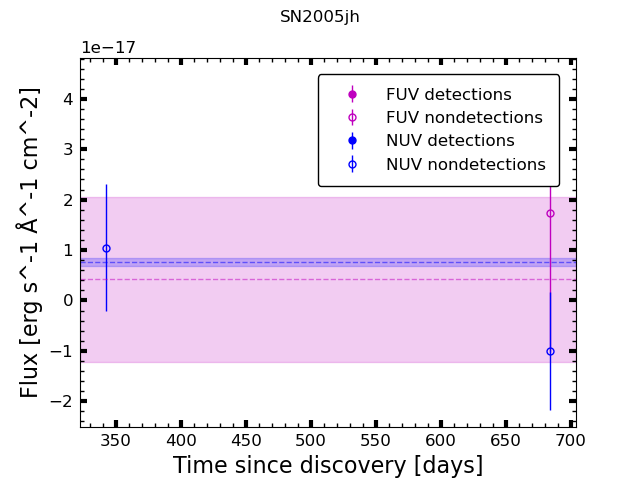 SN2005jh
1e−17
FUV detections
FUV nondetections
NUV detections
NUV nondetections
4
3
2
1
0
−1
−2
Flux [erg s^-1 Å^-1 cm^-2]
350 400 450 500 550 600 650 700
Time since discovery [days]